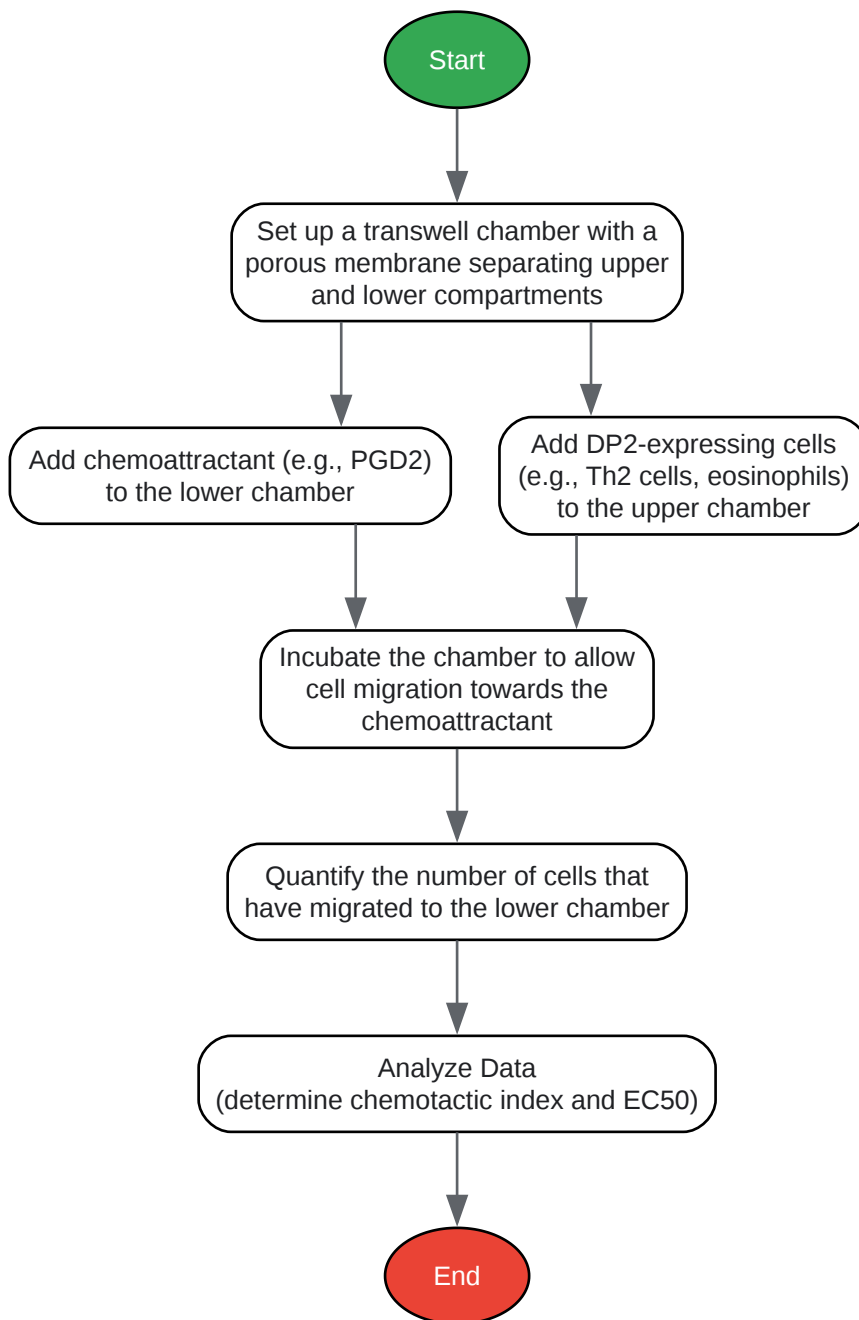 Start
Set up a transwell chamber with a
porous membrane separating upper
and lower compartments
Add chemoattractant (e.g., PGD2)
to the lower chamber
Add DP2-expressing cells
(e.g., Th2 cells, eosinophils)
to the upper chamber
Incubate the chamber to allow
cell migration towards the
chemoattractant
Quantify the number of cells that
have migrated to the lower chamber
Analyze Data
(determine chemotactic index and EC50)
End